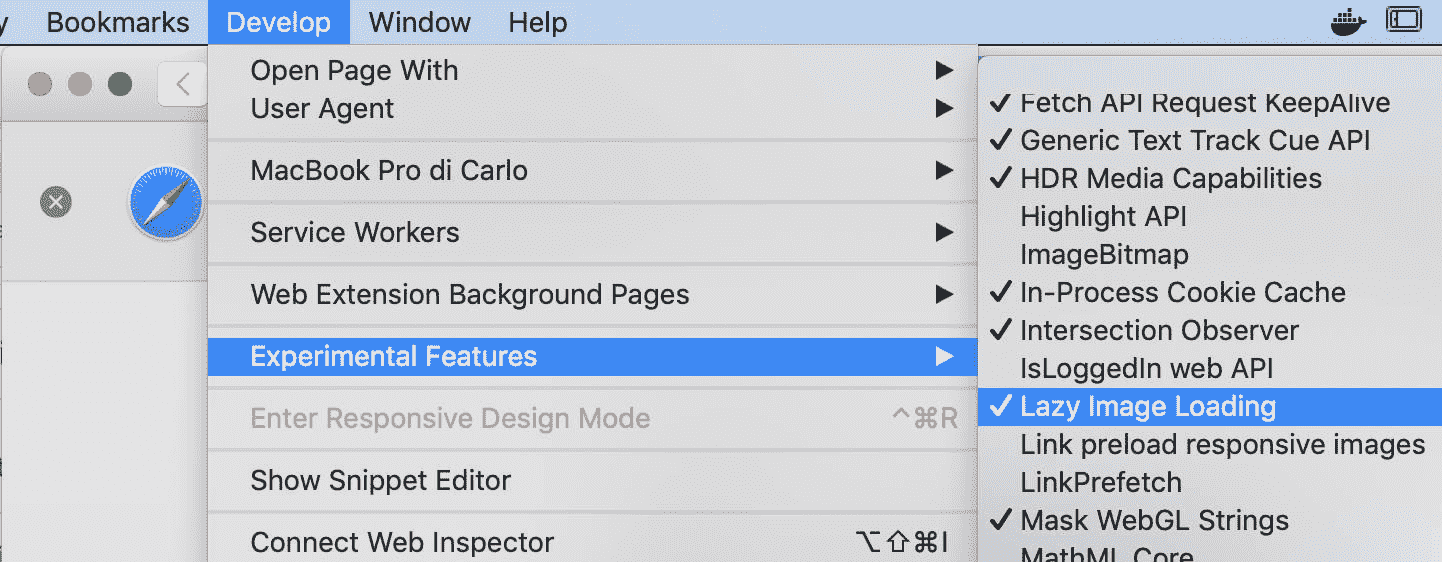 Bookmarks Develop Window Help
Open Page With
User Agent
MacBook Pro di Carlo
Service Workers
Web Extension Background Pages
Experimental Features
Enter Responsive Design Mode ^⌘R
Show Snippet Editor
Connect Web Inspector ⌥⇧⌘I
✓ Fetch API Request KeepAlive
✓ Generic Text Track Cue API
✓ HDR Media Capabilities
Highlight API
ImageBitmap
✓ In-Process Cookie Cache
✓ Intersection Observer
IsLoggedIn web API
✓ Lazy Image Loading
Link preload responsive images
LinkPrefetch
✓ Mask WebGL Strings
MathML Core